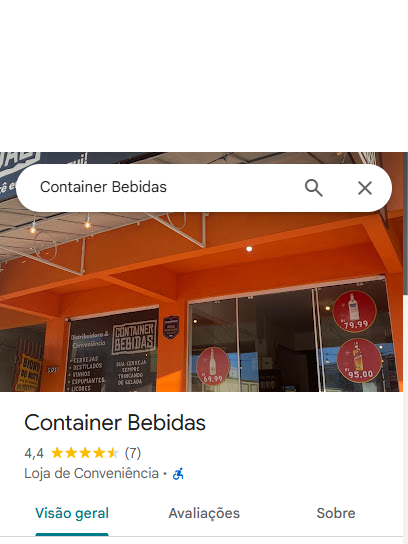 Container Bebidas
Distribuidora &
Conveniência
CONTAINER
BEBIDAS
• CERVEJAS
• DESTILADOS
• VINHOS
• ESPUMANTES
LICORES
SUA CERVEJA
SEMPRE
TRINCANDO
DE GELADA
79.99
69.99
95.00
Container Bebidas
4,4 (7)
Loja de Conveniência •
Visão geral
Avaliações
Sobre